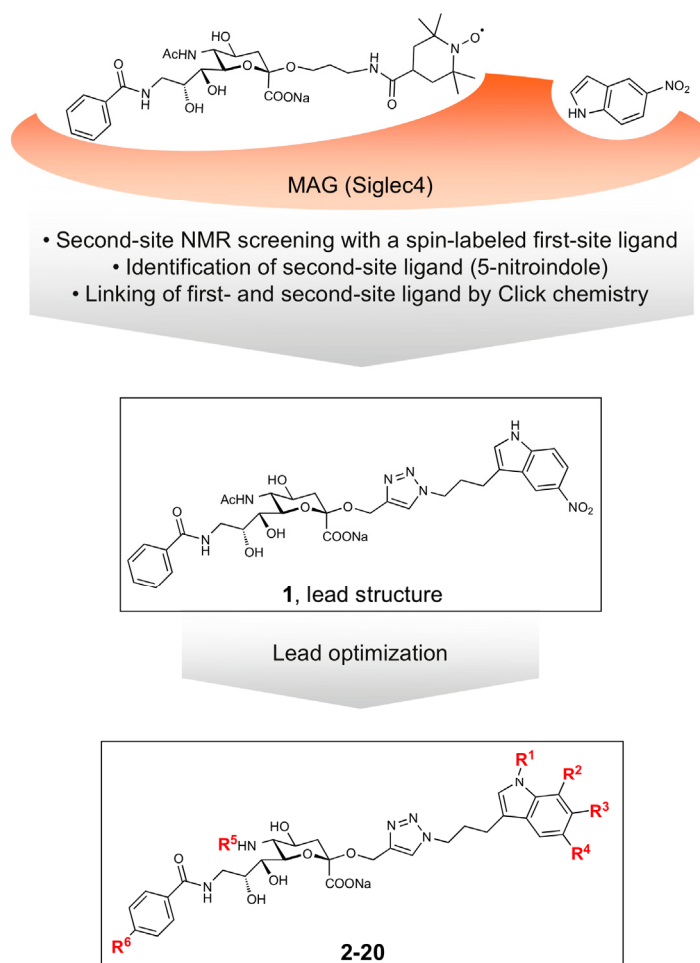 HO
AcHN
O
O
O
N
H
OH
OH
COONa
N
H
O
N
O•
HN
NO₂
MAG (Siglec4)
• Second-site NMR screening with a spin-labeled first-site ligand
• Identification of second-site ligand (5-nitroindole)
• Linking of first- and second-site ligand by Click chemistry
HO
AcHN
O
O
O
N
H
OH
OH
COONa
N=N
N
H
N
NO₂
1, lead structure
Lead optimization
HO
R⁵HN
O
O
O
N
H
OH
OH
COONa
N=N
N
R¹
N
R²
R³
R⁴
R⁶
2-20